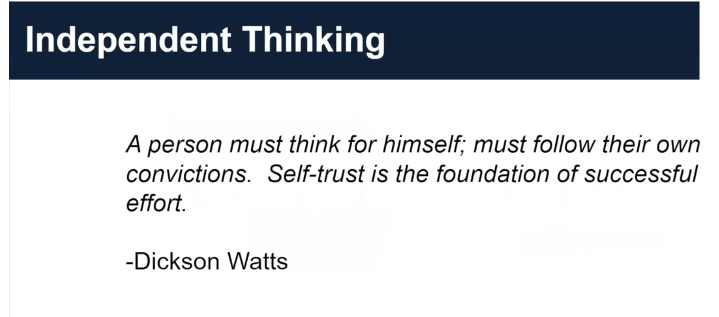 Independent Thinking
A person must think for himself; must follow their own
convictions.  Self-trust is the foundation of successful
effort.
-Dickson Watts